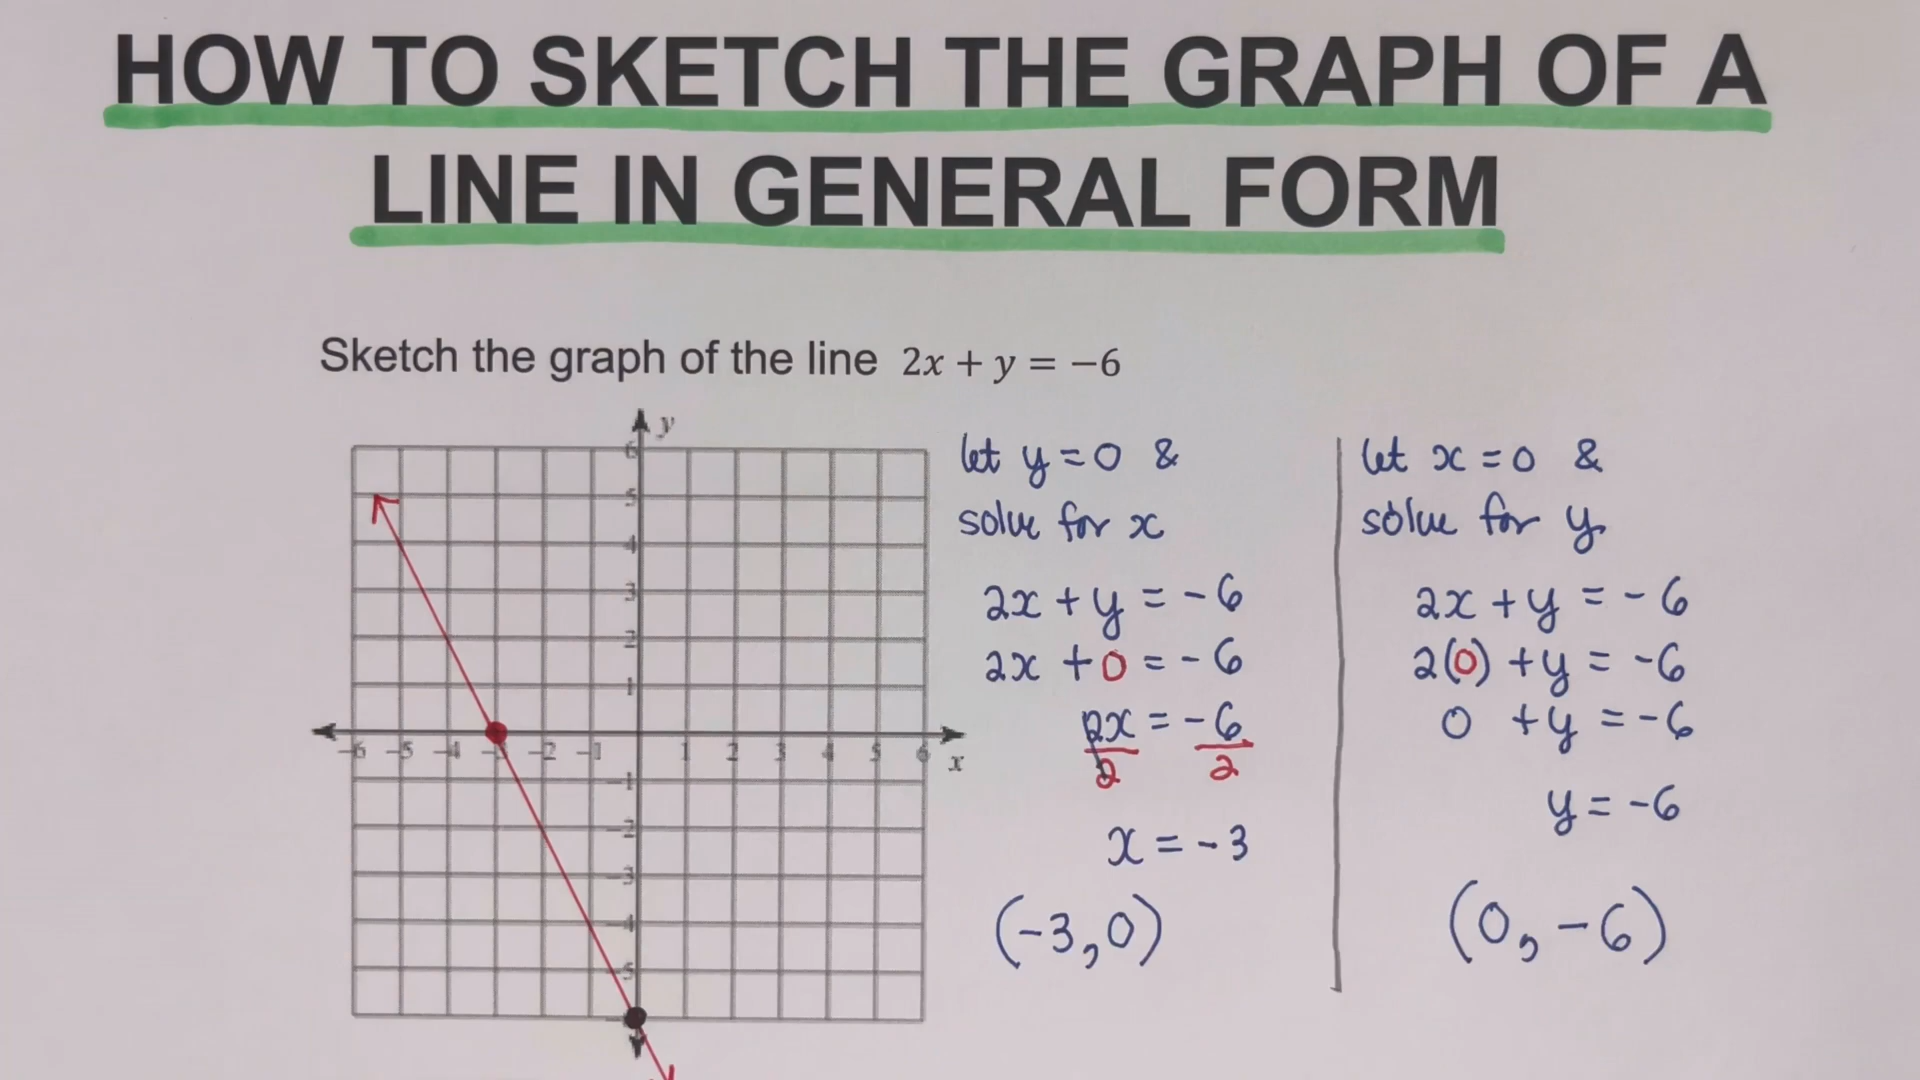 HOW TO SKETCH THE GRAPH OF A
LINE IN GENERAL FORM
Sketch the graph of the line 2x + y = −6
y
6
5
4
3
2
1
-6 -5 -4 -2 -1 1 2 3 4 5 6
x
-1
-2
-3
-4
-5
let y = 0 &
solve for x
2x + y = -6
2x + 0 = -6
2x = -6
2 2
x = -3
(-3, 0)
let x = 0 &
solve for y
2x + y = -6
2(0) + y = -6
0 + y = -6
y = -6
(0, -6)